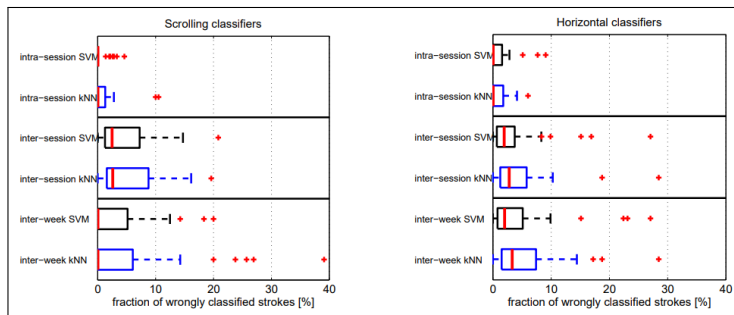 Scrolling classifiers
intra-session SVM
intra-session kNN
inter-session SVM
inter-session kNN
inter-week SVM
inter-week kNN
0 10 20 30 40
fraction of wrongly classified strokes [%]
Horizontal classifiers
intra-session SVM
intra-session kNN
inter-session SVM
inter-session kNN
inter-week SVM
inter-week kNN
0 10 20 30 40
fraction of wrongly classified strokes [%]